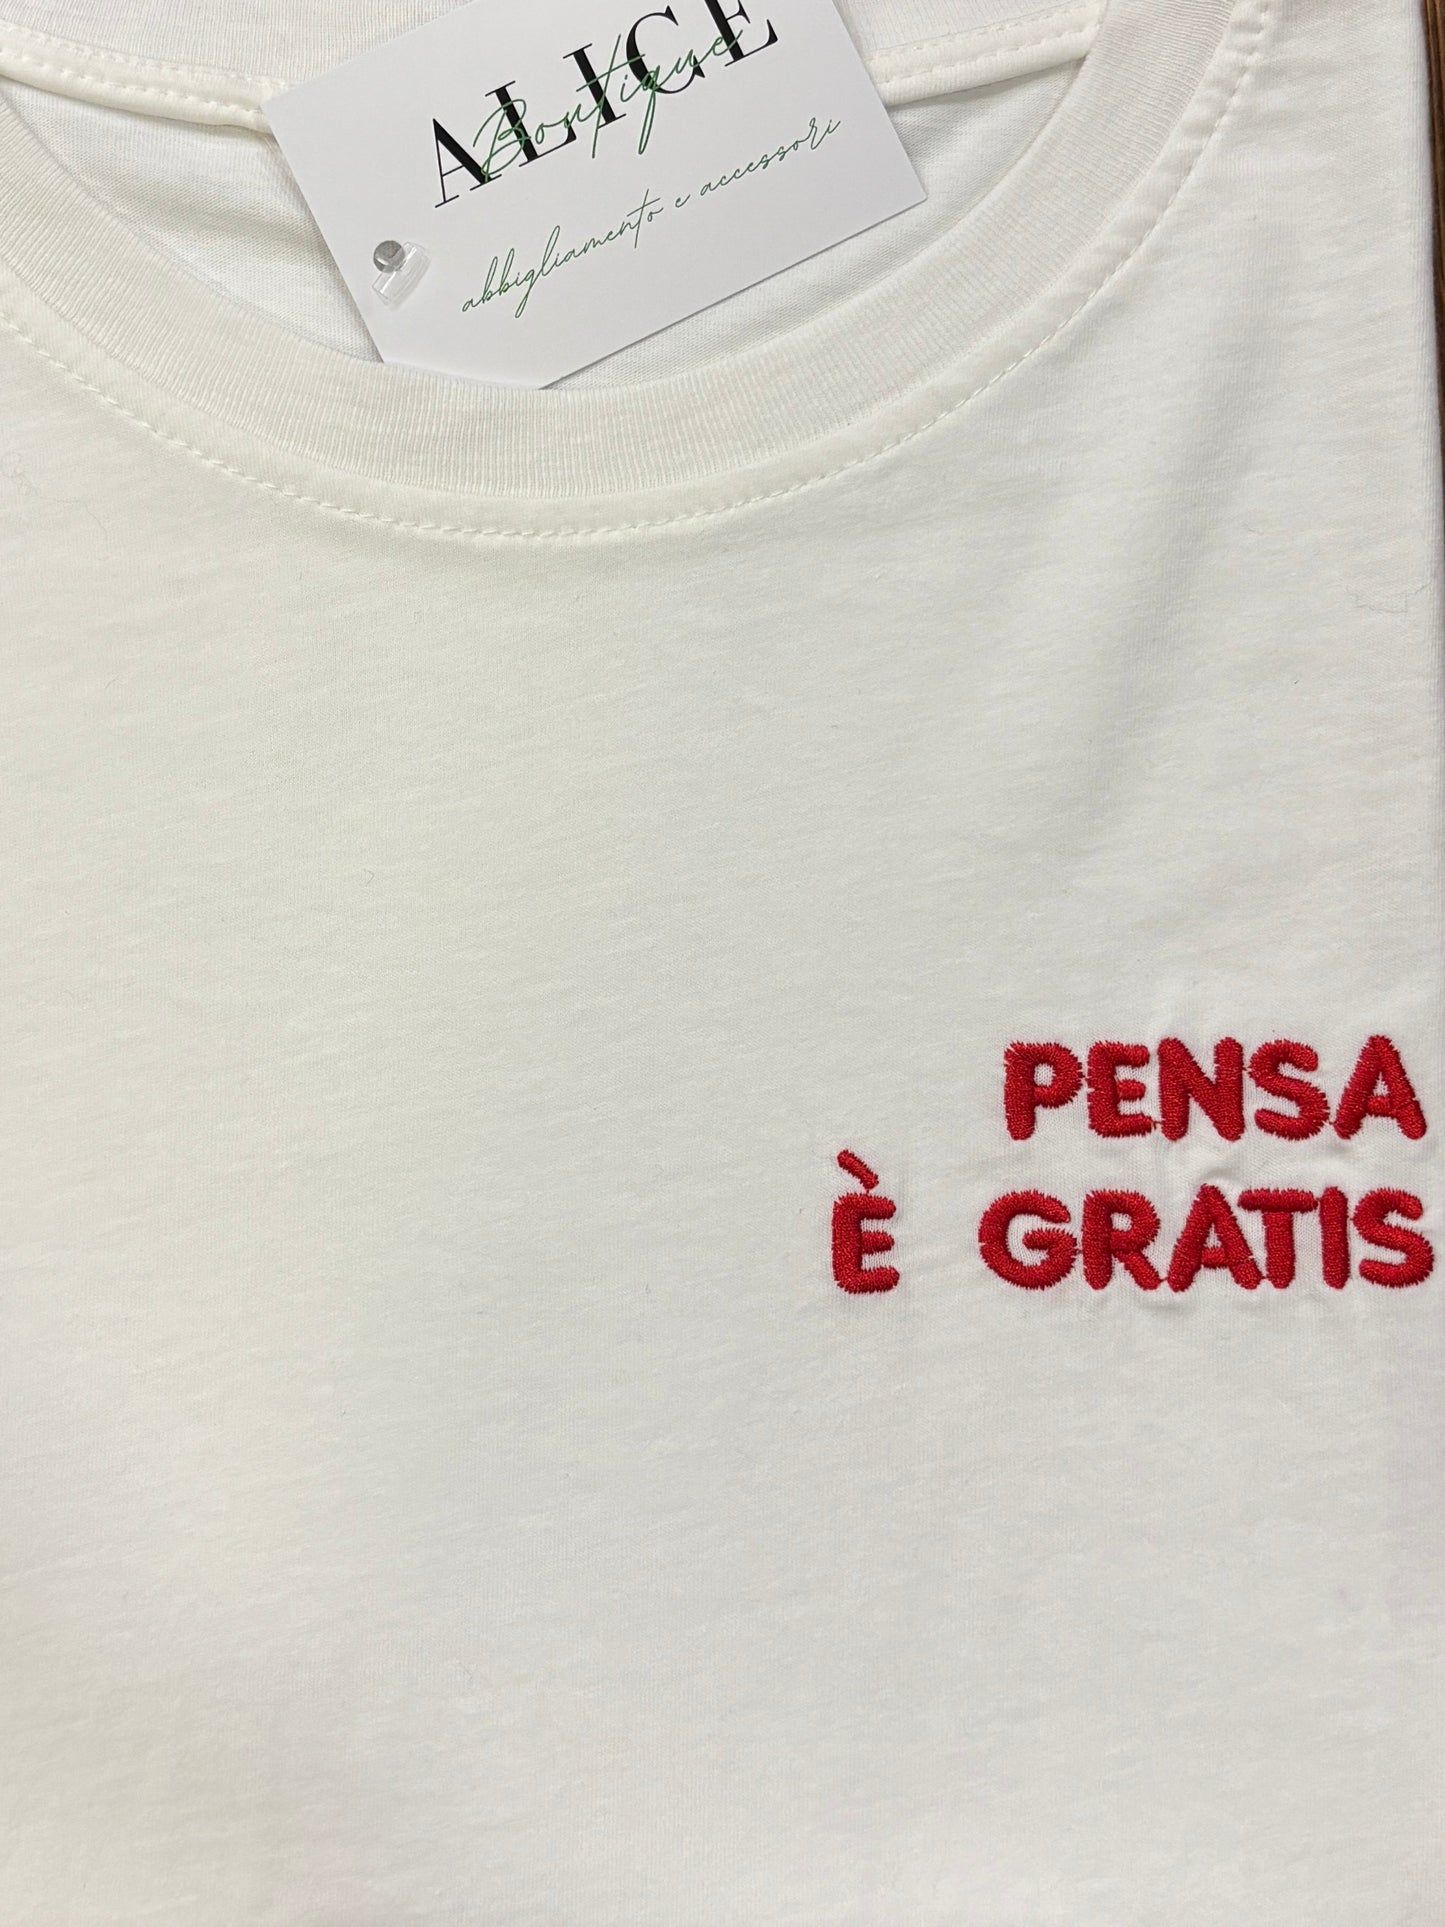 ALICE
Boutique
abbigliamento e accessori
PENSA
È GRATIS